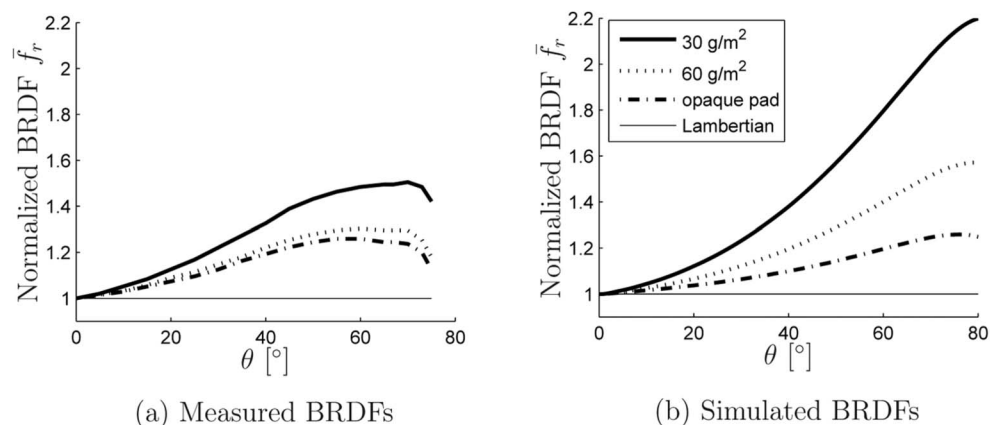 Normalized BRDF f̄r
2.2
2
1.8
1.6
1.4
1.2
1
0 20 40 60 80
θ [°]
(a) Measured BRDFs
Normalized BRDF f̄r
2.2
2
1.8
1.6
1.4
1.2
1
30 g/m²
60 g/m²
opaque pad
Lambertian
0 20 40 60 80
θ [°]
(b) Simulated BRDFs